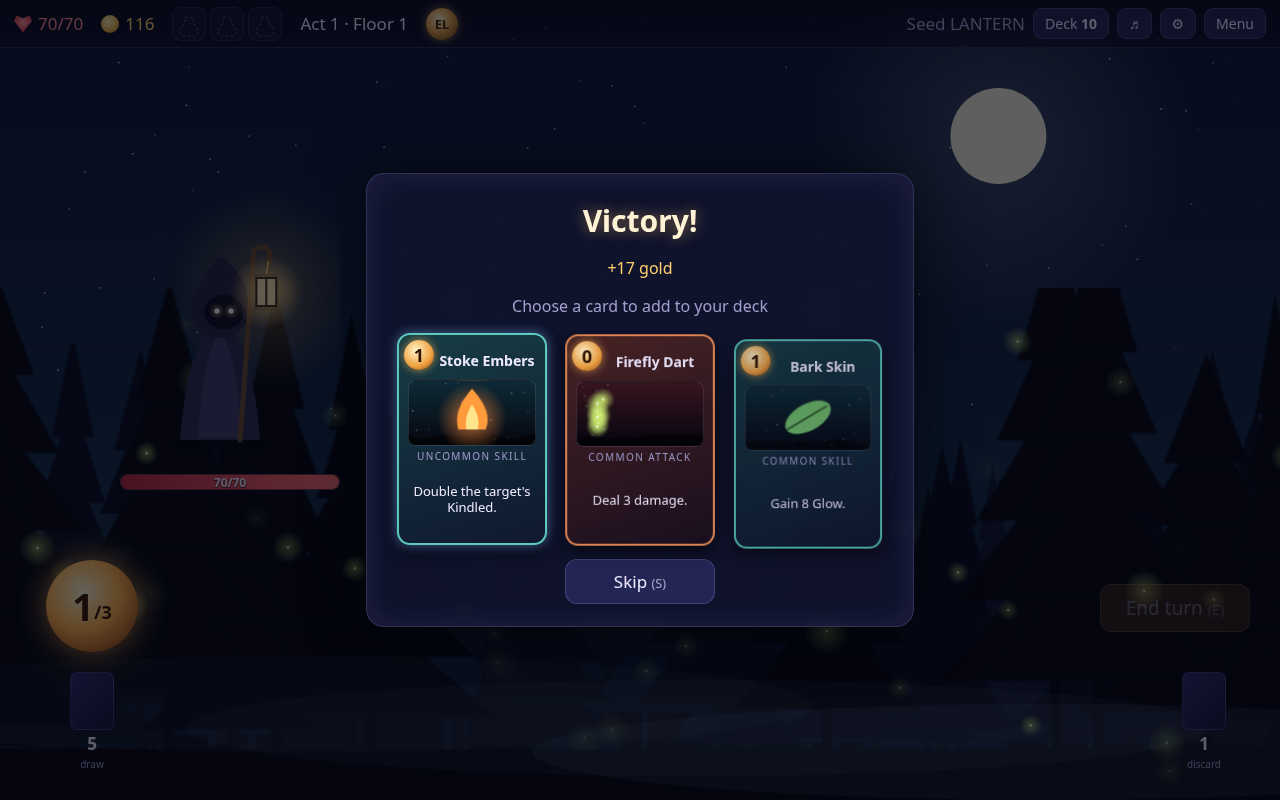 70/70
116
Act 1 · Floor 1
EL
Seed LANTERN
Deck 10
Menu
Victory!
+17 gold
Choose a card to add to your deck
1
Stoke Embers
UNCOMMON SKILL
Double the target's
Kindled.
0
Firefly Dart
COMMON ATTACK
Deal 3 damage.
1
Bark Skin
COMMON SKILL
Gain 8 Glow.
Skip (S)
70/70
1/3
End turn (E)
5
draw
1
discard